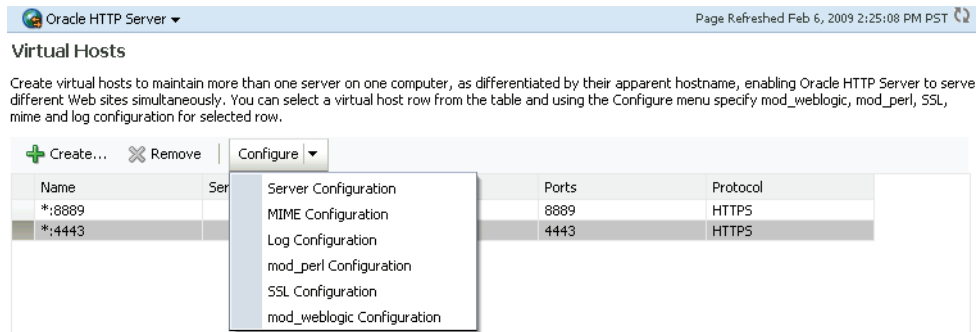 Oracle HTTP Server
Page Refreshed Feb 6, 2009 2:25:08 PM PST
Virtual Hosts
Create virtual hosts to maintain more than one server on one computer, as differentiated by their apparent hostname, enabling Oracle HTTP Server to serve
different Web sites simultaneously. You can select a virtual host row from the table and using the Configure menu specify mod_weblogic, mod_perl, SSL,
mime and log configuration for selected row.
Create... Remove Configure
Name Ser Ports Protocol
*:8889 8889 HTTPS
*:4443 4443 HTTPS
Server Configuration
MIME Configuration
Log Configuration
mod_perl Configuration
SSL Configuration
mod_weblogic Configuration